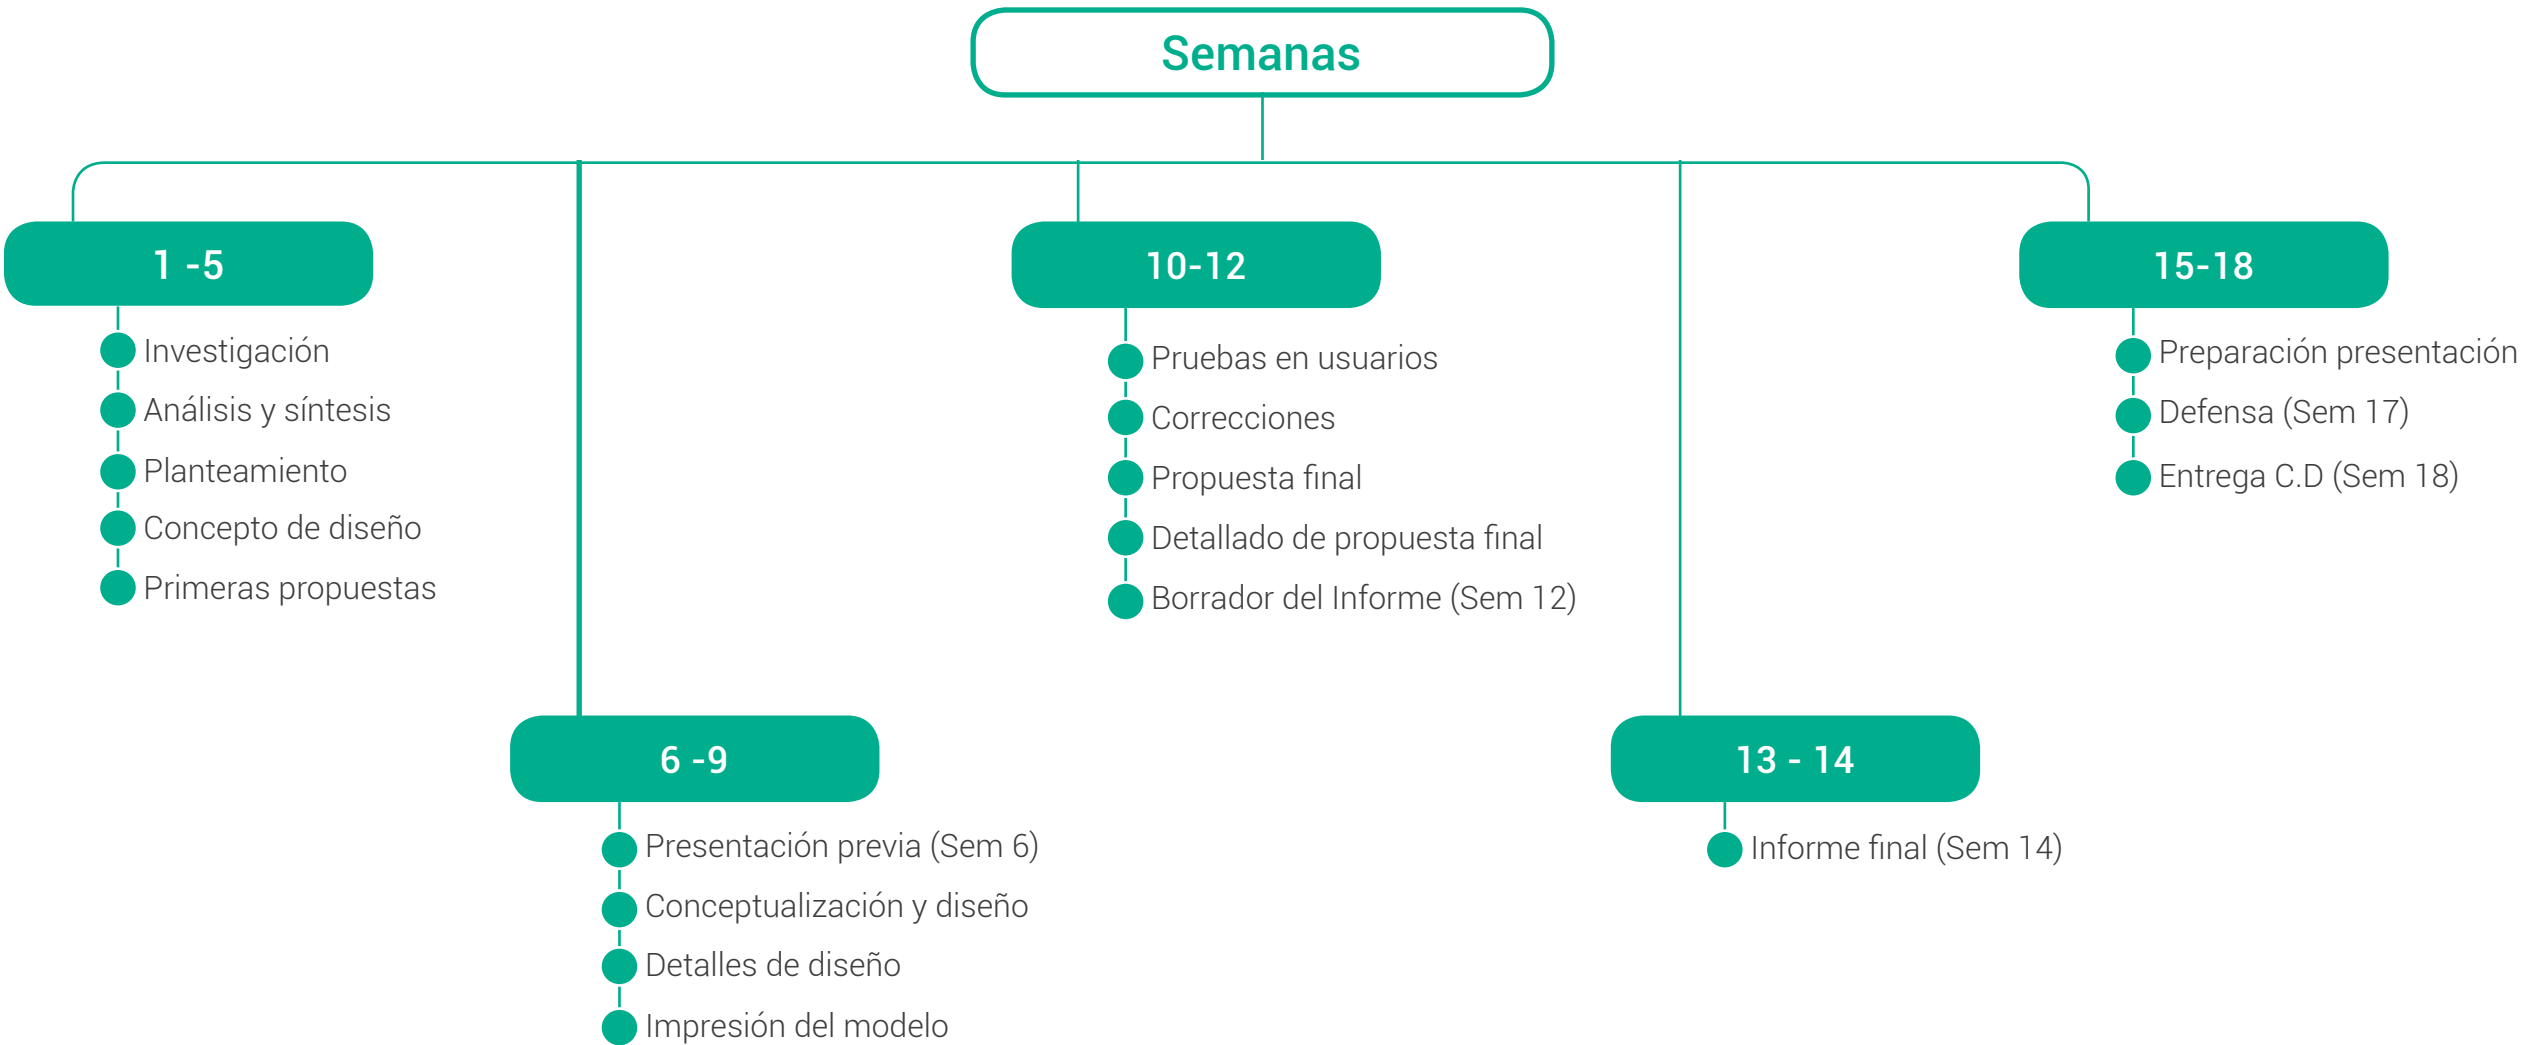 Semanas
1 -5
Investigación
Análisis y síntesis
Planteamiento
Concepto de diseño
Primeras propuestas
6 -9
Presentación previa (Sem 6)
Conceptualización y diseño
Detalles de diseño
Impresión del modelo
10-12
Pruebas en usuarios
Correcciones
Propuesta final
Detallado de propuesta final
Borrador del Informe (Sem 12)
13 - 14
Informe final (Sem 14)
15-18
Preparación presentación
Defensa (Sem 17)
Entrega C.D (Sem 18)